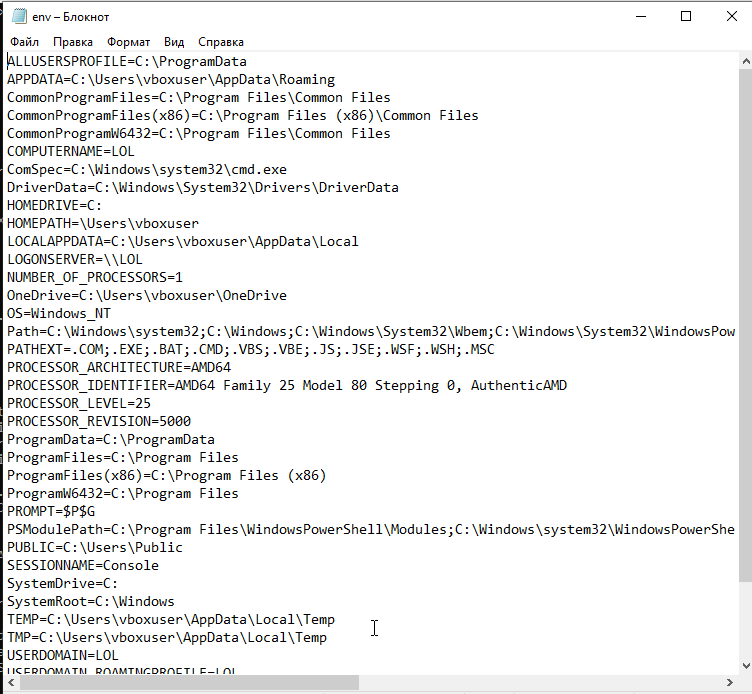 env – Блокнот
Файл Правка Формат Вид Справка
ALLUSERSPROFILE=C:\ProgramData
APPDATA=C:\Users\vboxuser\AppData\Roaming
CommonProgramFiles=C:\Program Files\Common Files
CommonProgramFiles(x86)=C:\Program Files (x86)\Common Files
CommonProgramW6432=C:\Program Files\Common Files
COMPUTERNAME=LOL
ComSpec=C:\Windows\system32\cmd.exe
DriverData=C:\Windows\System32\Drivers\DriverData
HOMEDRIVE=C:
HOMEPATH=\Users\vboxuser
LOCALAPPDATA=C:\Users\vboxuser\AppData\Local
LOGONSERVER=\\LOL
NUMBER_OF_PROCESSORS=1
OneDrive=C:\Users\vboxuser\OneDrive
OS=Windows_NT
Path=C:\Windows\system32;C:\Windows;C:\Windows\System32\Wbem;C:\Windows\System32\WindowsPow
PATHEXT=.COM;.EXE;.BAT;.CMD;.VBS;.VBE;.JS;.JSE;.WSF;.WSH;.MSC
PROCESSOR_ARCHITECTURE=AMD64
PROCESSOR_IDENTIFIER=AMD64 Family 25 Model 80 Stepping 0, AuthenticAMD
PROCESSOR_LEVEL=25
PROCESSOR_REVISION=5000
ProgramData=C:\ProgramData
ProgramFiles=C:\Program Files
ProgramFiles(x86)=C:\Program Files (x86)
ProgramW6432=C:\Program Files
PROMPT=$P$G
PSModulePath=C:\Program Files\WindowsPowerShell\Modules;C:\Windows\system32\WindowsPowerShe
PUBLIC=C:\Users\Public
SESSIONNAME=Console
SystemDrive=C:
SystemRoot=C:\Windows
TEMP=C:\Users\vboxuser\AppData\Local\Temp
TMP=C:\Users\vboxuser\AppData\Local\Temp
USERDOMAIN=LOL
USERDOMAIN_ROAMINGPROFILE=LOL